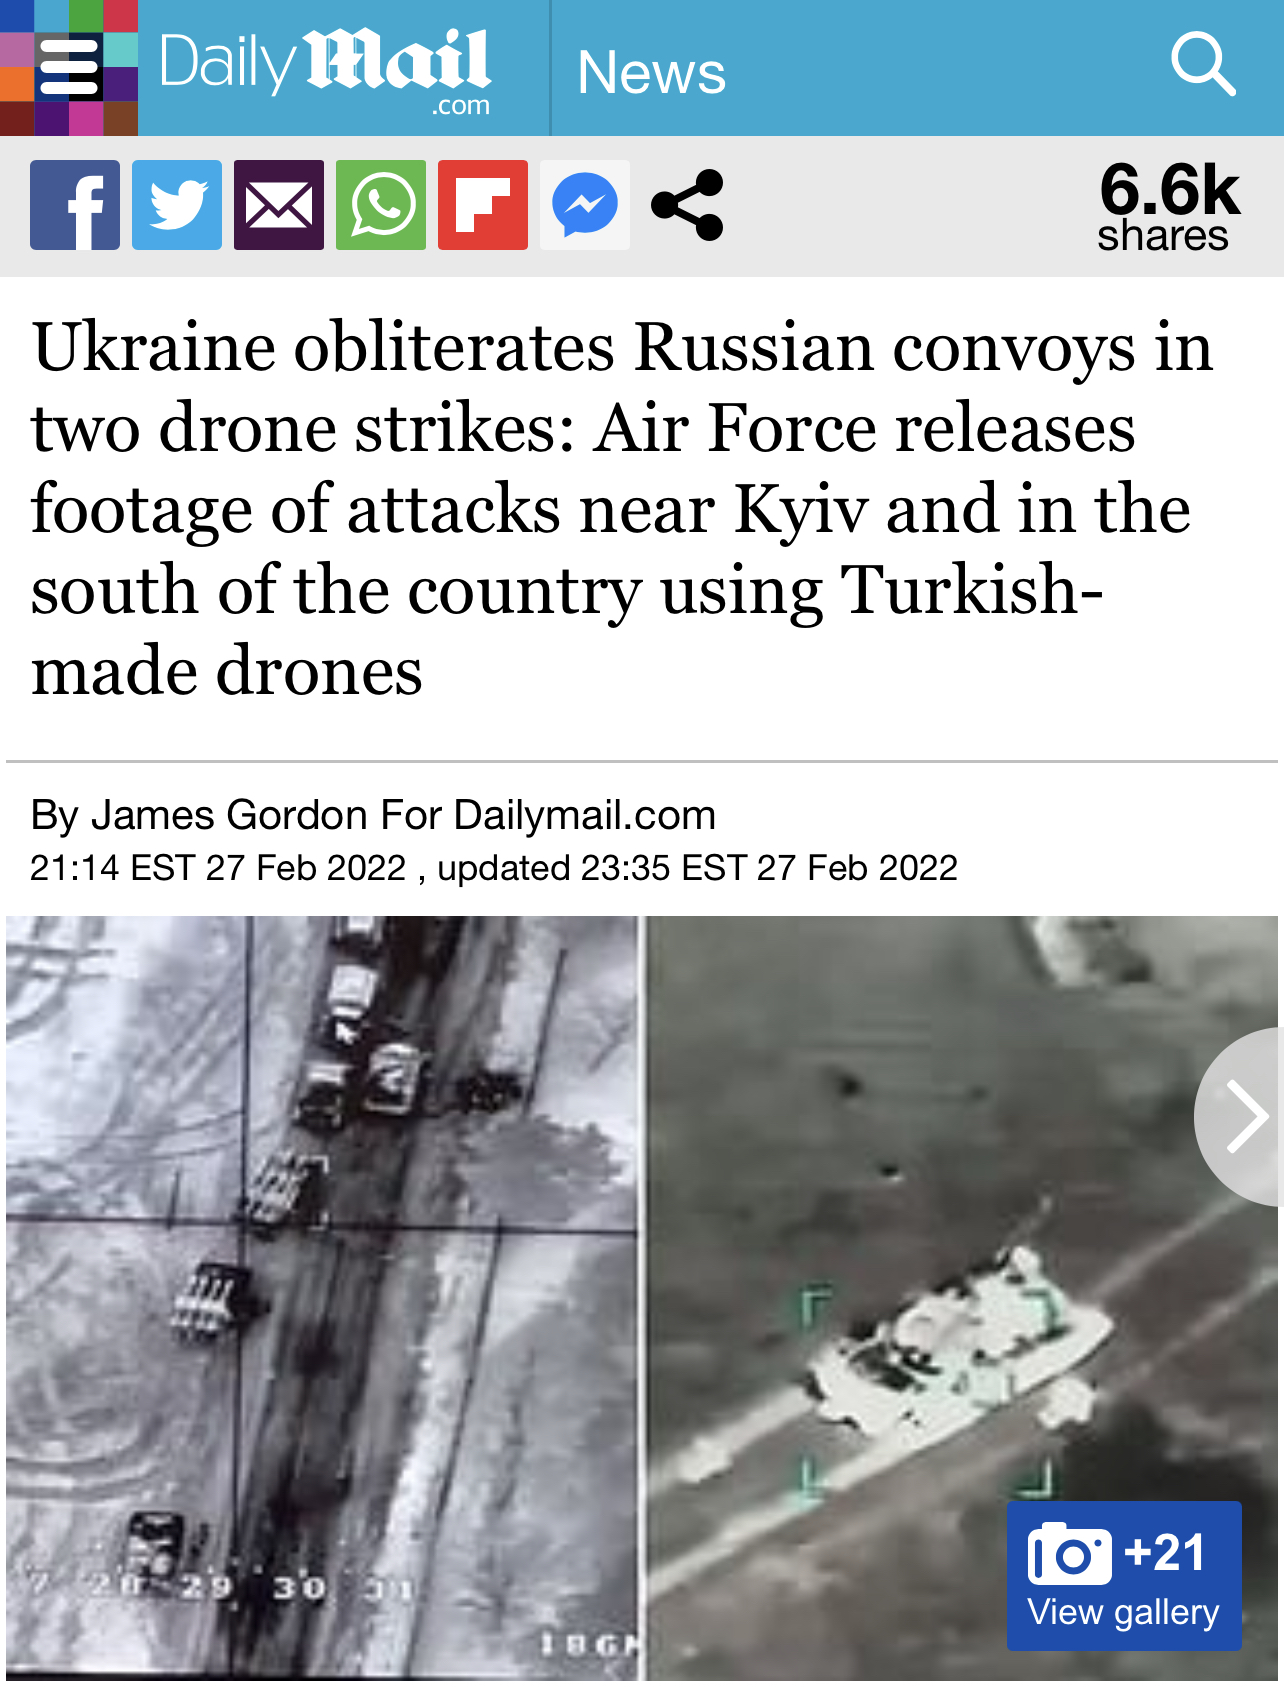 Daily Mail
.com
News
6.6k
shares
Ukraine obliterates Russian convoys in
two drone strikes: Air Force releases
footage of attacks near Kyiv and in the
south of the country using Turkish-
made drones
By James Gordon For Dailymail.com
21:14 EST 27 Feb 2022 , updated 23:35 EST 27 Feb 2022
7 28 29 30 31
+21
View gallery